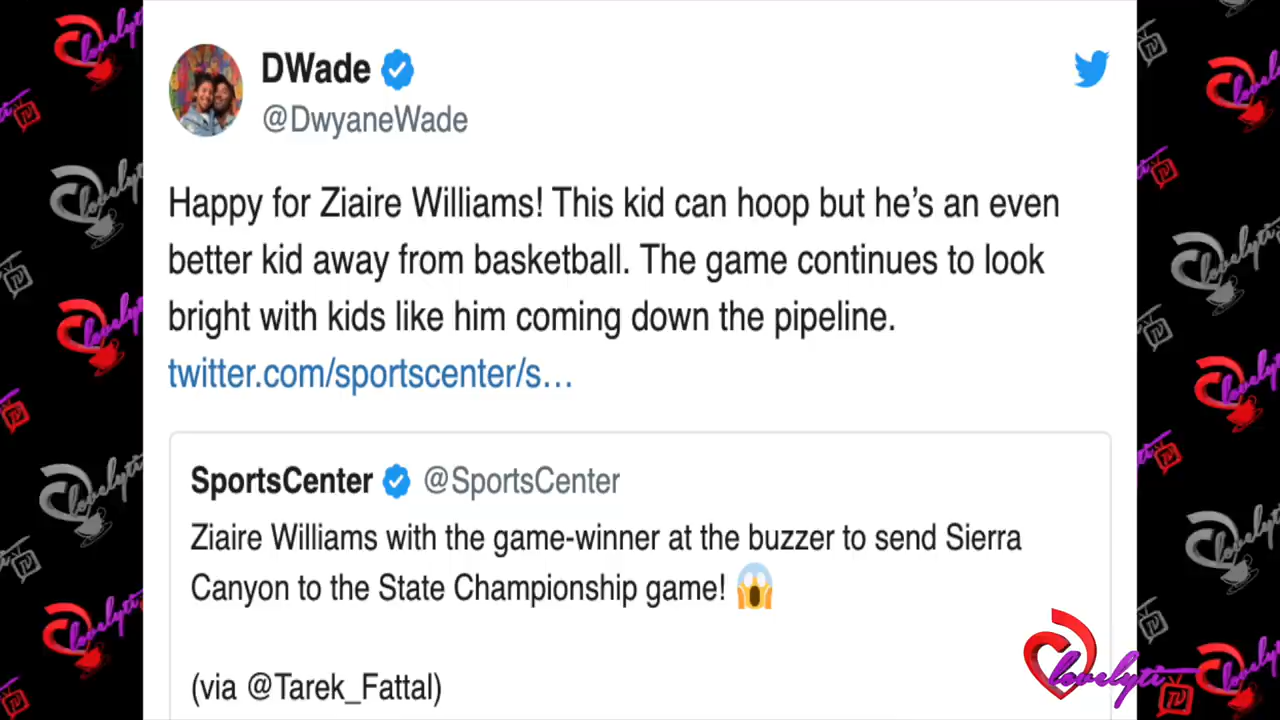 DWade
@DwyaneWade
Happy for Ziaire Williams! This kid can hoop but he’s an even
better kid away from basketball. The game continues to look
bright with kids like him coming down the pipeline.
twitter.com/sportscenter/s…
SportsCenter @SportsCenter
Ziaire Williams with the game-winner at the buzzer to send Sierra
Canyon to the State Championship game! 😱
(via @Tarek_Fattal)
lovelyti TV